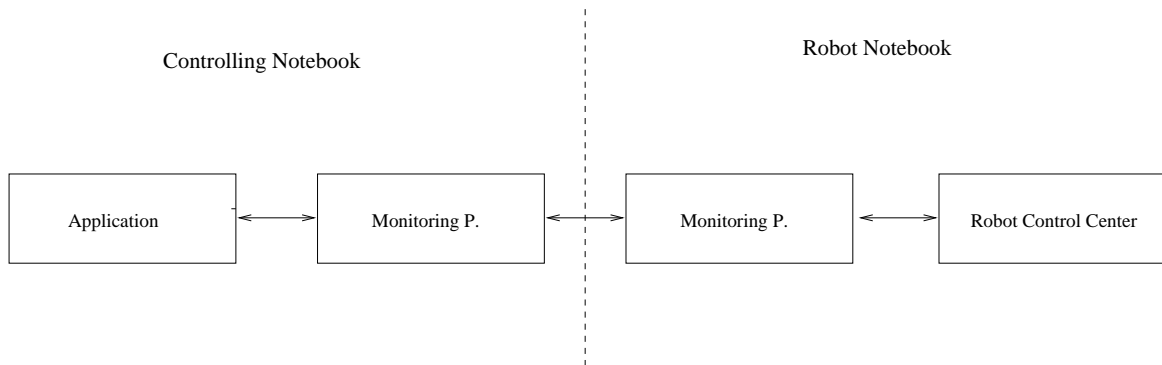 Controlling Notebook
Robot Notebook
Application
Monitoring P.
Monitoring P.
Robot Control Center